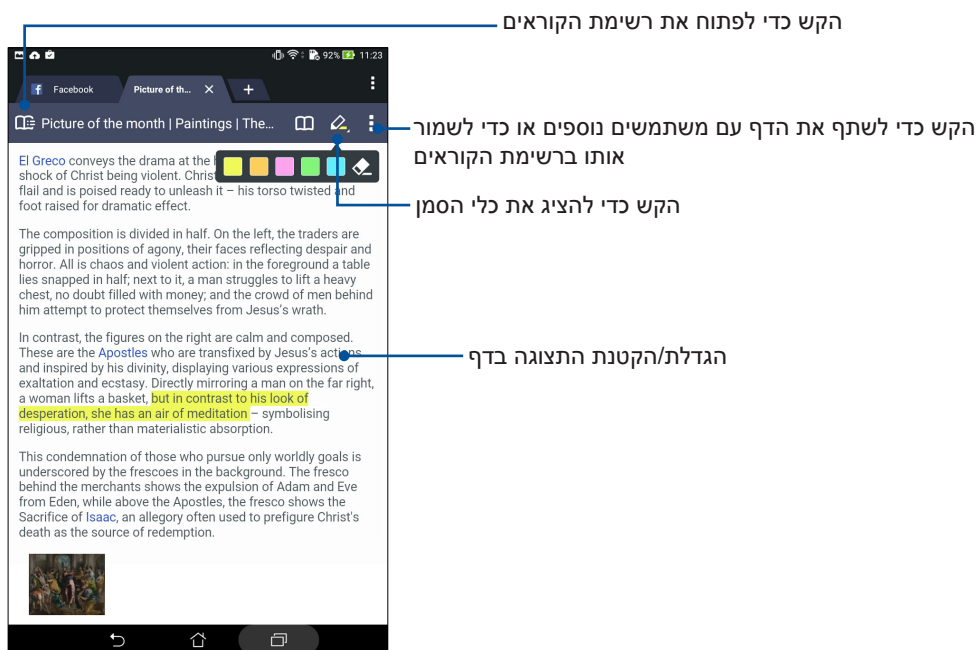 הקש כדי לפתוח את רשימת הקוראים
92% 11:23
Facebook
Picture of th...
Picture of the month | Paintings | The...
הקש כדי לשתף את הדף עם משתמשים נוספים או כדי לשמור
אותו ברשימת הקוראים
El Greco conveys the drama at the
shock of Christ being violent. Christ
flail and is poised ready to unleash it – his torso twisted and
foot raised for dramatic effect.
הקש כדי להציג את כלי הסמן
The composition is divided in half. On the left, the traders are
gripped in positions of agony, their faces reflecting despair and
horror. All is chaos and violent action: in the foreground a table
lies snapped in half; next to it, a man struggles to lift a heavy
chest, no doubt filled with money; and the crowd of men behind
him attempt to protect themselves from Jesus's wrath.
In contrast, the figures on the right are calm and composed.
These are the Apostles who are transfixed by Jesus's actions
הגדלת/הקטנת התצוגה בדף
and inspired by his divinity, displaying various expressions of
exaltation and ecstasy. Directly mirroring a man on the far right,
a woman lifts a basket, but in contrast to his look of
desperation, she has an air of meditation – symbolising
religious, rather than materialistic absorption.
This condemnation of those who pursue only worldly goals is
underscored by the frescoes in the background. The fresco
behind the merchants shows the expulsion of Adam and Eve
from Eden, while above the Apostles, the fresco shows the
Sacrifice of Isaac, an allegory often used to prefigure Christ's
death as the source of redemption.